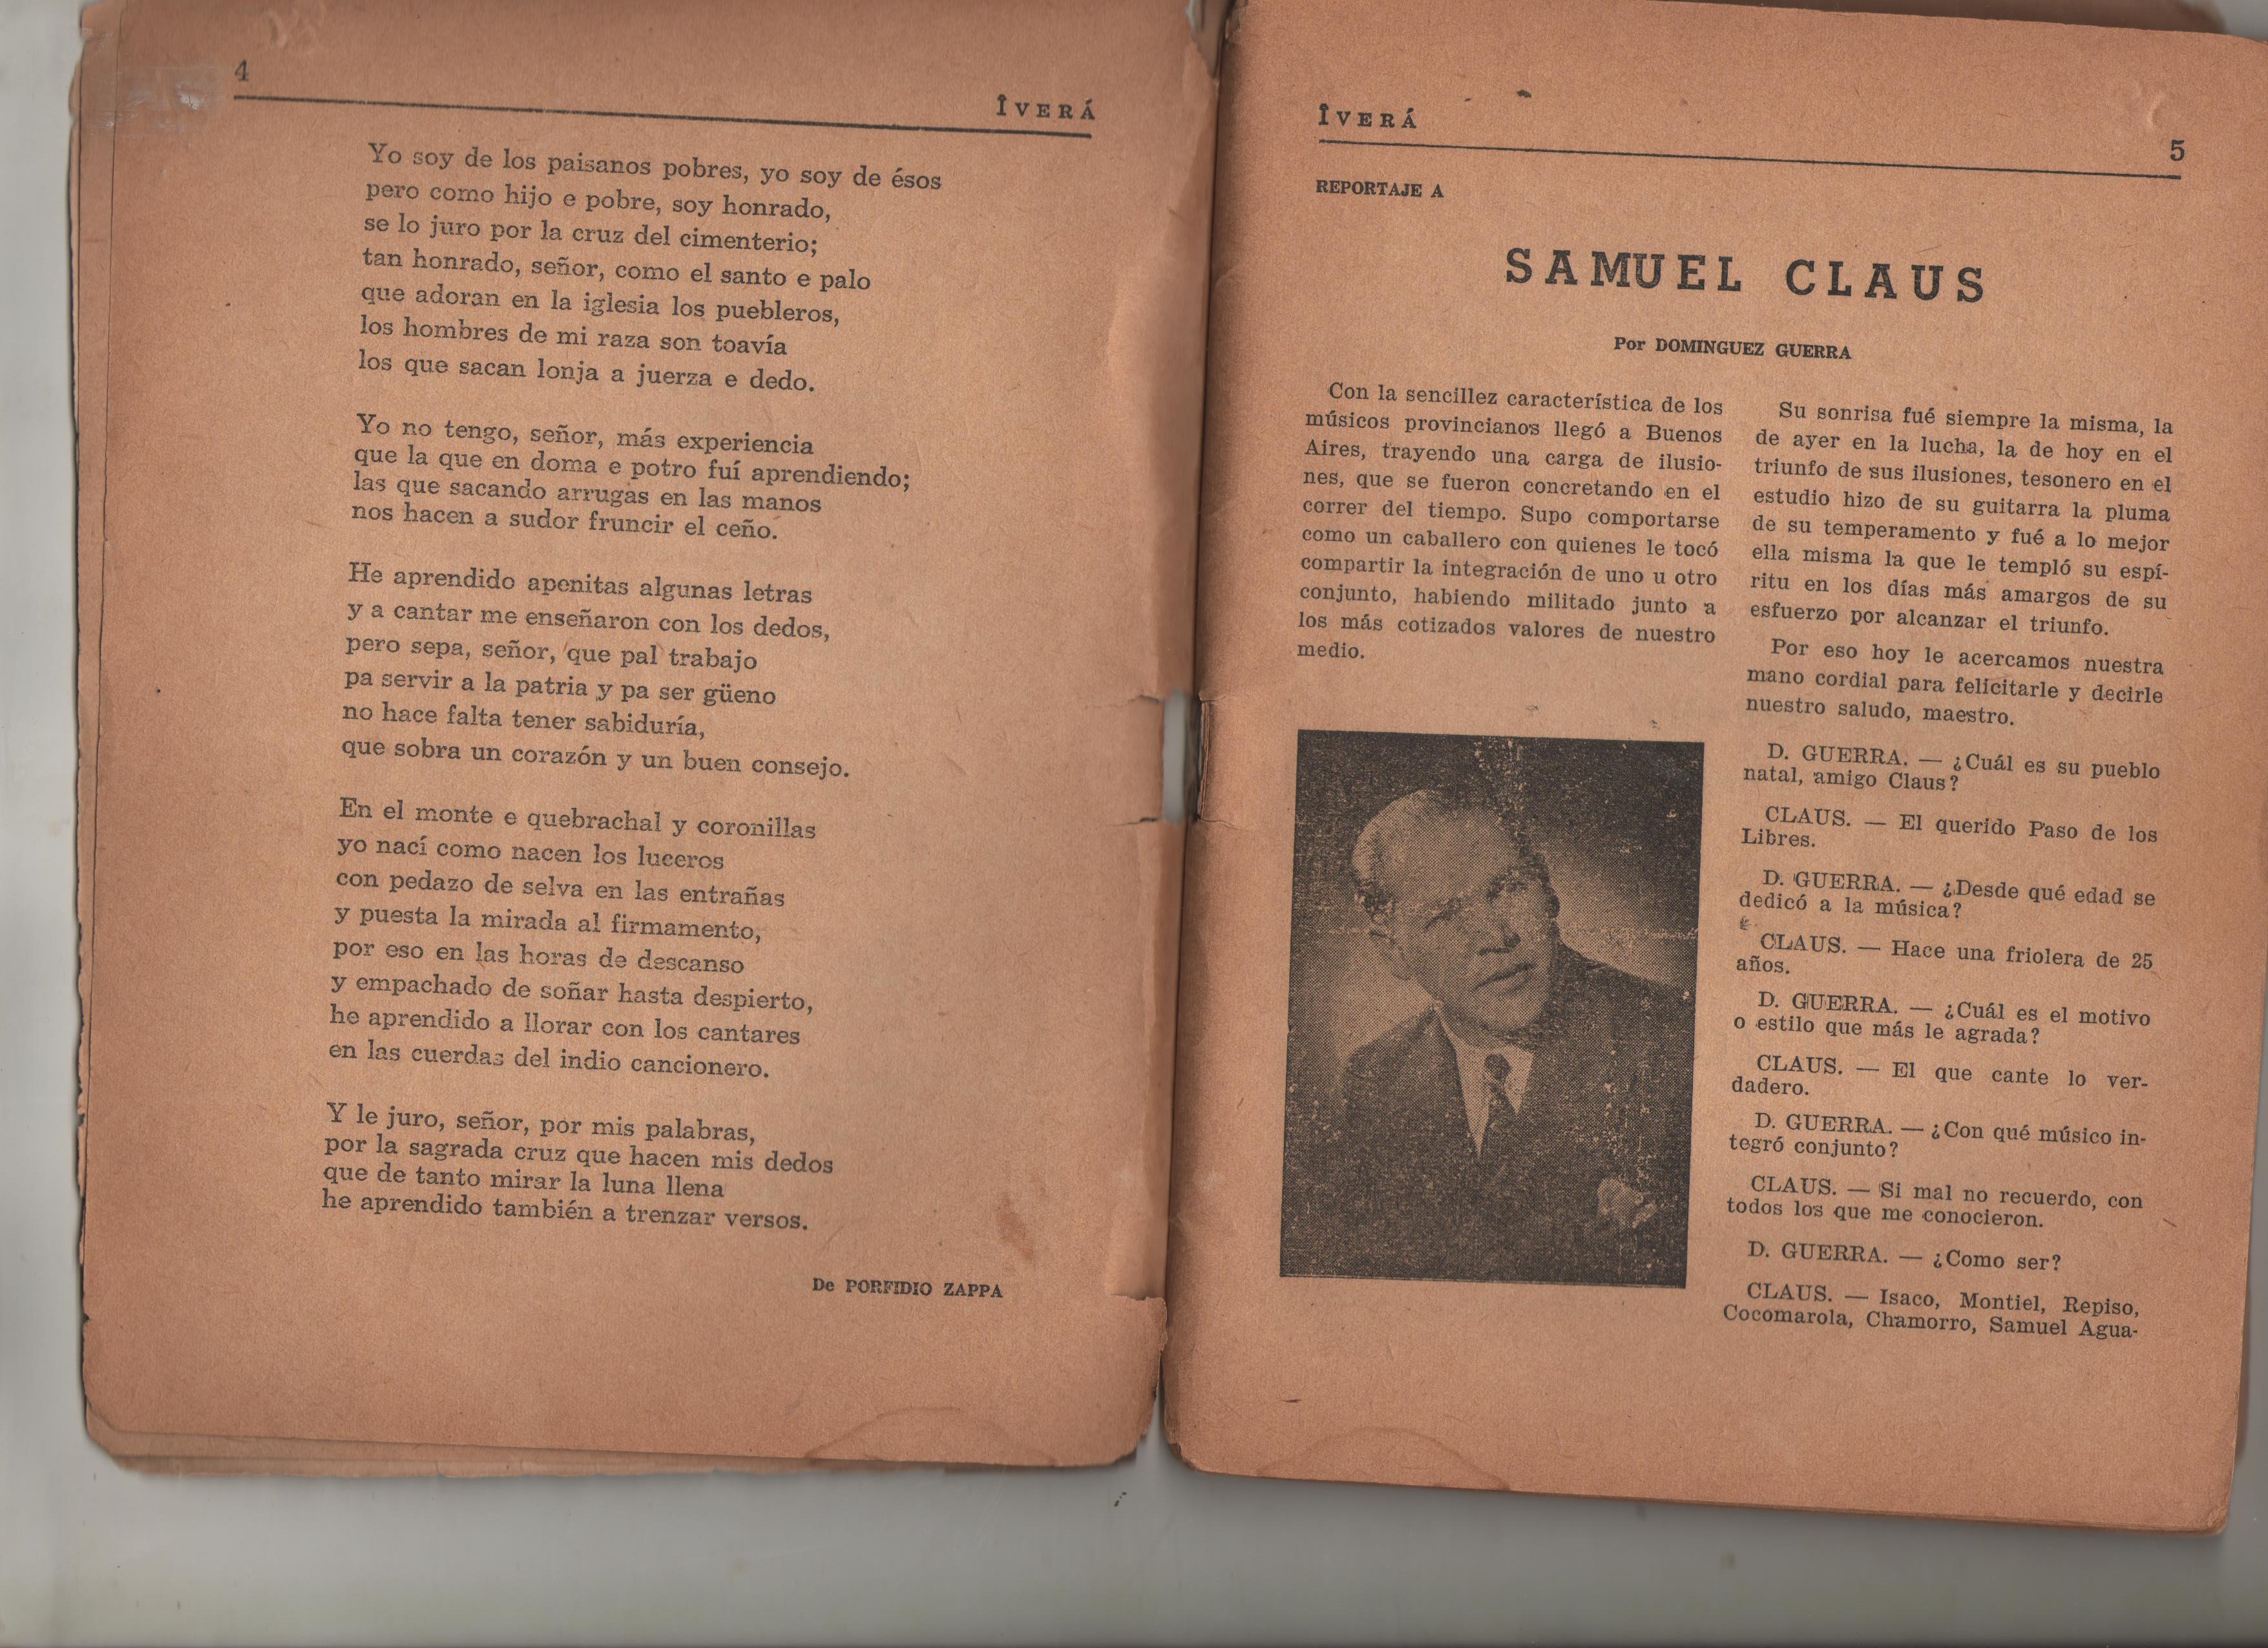 4
ÎVERÁ
Yo soy de los paisanos pobres, yo soy de ésos
pero como hijo e pobre, soy honrado,
se lo juro por la cruz del cimenterio;
tan honrado, señor, como el santo e palo
que adoran en la iglesia los puebleros,
los hombres de mi raza son toavía
los que sacan lonja a juerza e dedo.
Yo no tengo, señor, más experiencia
que la que en doma e potro fuí aprendiendo;
las que sacando arrugas en las manos
nos hacen a sudor fruncir el ceño.
He aprendido apenitas algunas letras
y a cantar me enseñaron con los dedos,
pero sepa, señor, que pal trabajo
pa servir a la patria y pa ser güeno
no hace falta tener sabiduría,
que sobra un corazón y un buen consejo.
En el monte e quebrachal y coronillas
yo nací como nacen los luceros
con pedazo de selva en las entrañas
y puesta la mirada al firmamento,
por eso en las horas de descanso
y empachado de soñar hasta despierto,
he aprendido a llorar con los cantares
en las cuerdas del indio cancionero.
Y le juro, señor, por mis palabras,
por la sagrada cruz que hacen mis dedos
que de tanto mirar la luna llena
he aprendido también a trenzar versos.
De PORFIDIO ZAPPA
ÎVERÁ
5
REPORTAJE A
SAMUEL CLAUS
Por DOMINGUEZ GUERRA
Con la sencillez característica de los
músicos provincianos llegó a Buenos
Aires, trayendo una carga de ilusio-
nes, que se fueron concretando en el
correr del tiempo. Supo comportarse
como un caballero con quienes le tocó
compartir la integración de uno u otro
conjunto, habiendo militado junto a
los más cotizados valores de nuestro
medio.
Su sonrisa fué siempre la misma, la
de ayer en la lucha, la de hoy en el
triunfo de sus ilusiones, tesonero en el
estudio hizo de su guitarra la pluma
de su temperamento y fué a lo mejor
ella misma la que le templó su espí-
ritu en los días más amargos de su
esfuerzo por alcanzar el triunfo.
Por eso hoy le acercamos nuestra
mano cordial para felicitarle y decirle
nuestro saludo, maestro.
D. GUERRA. — ¿Cuál es su pueblo
natal, amigo Claus?
CLAUS. — El querido Paso de los
Libres.
D. GUERRA. — ¿Desde qué edad se
dedicó a la música?
CLAUS. — Hace una friolera de 25
años.
D. GUERRA. — ¿Cuál es el motivo
o estilo que más le agrada?
CLAUS. — El que cante lo ver-
dadero.
D. GUERRA. — ¿Con qué músico in-
tegró conjunto?
CLAUS. — Si mal no recuerdo, con
todos los que me conocieron.
D. GUERRA. — ¿Como ser?
CLAUS. — Isaco, Montiel, Repiso,
Cocomarola, Chamorro, Samuel Agua-